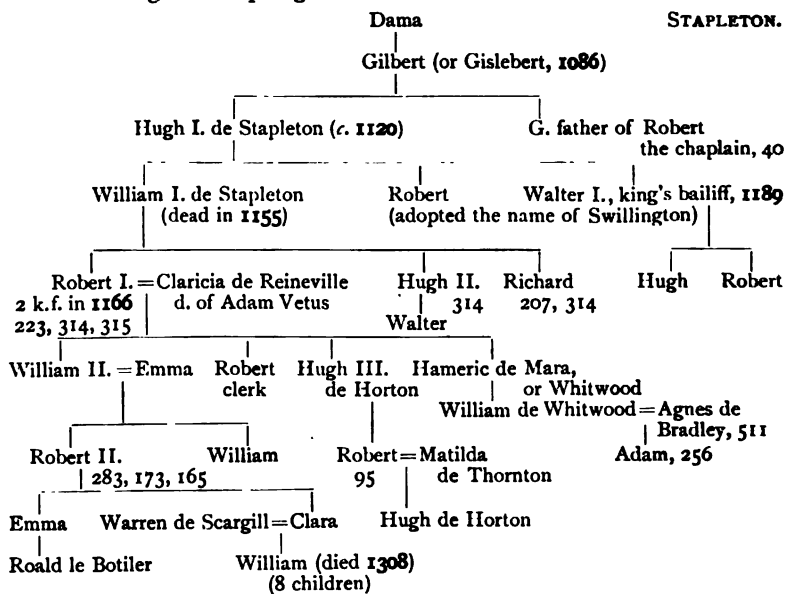 Dama STAPLETON.
Gilbert (or Gislebert, 1086)
Hugh I. de Stapleton (c. 1120) G. father of Robert
the chaplain, 40
William I. de Stapleton Robert Walter I., king's bailiff, 1189
(dead in 1155) (adopted the name of Swillington)
Robert I. = Claricia de Reineville Hugh II. Richard Hugh Robert
2 k.f. in 1166 d. of Adam Vetus 314 207, 314
223, 314, 315 Walter
William II. = Emma Robert Hugh III. Hameric de Mara,
clerk de Horton or Whitwood
William de Whitwood = Agnes de
Bradley, 511
Robert II. William Robert = Matilda Adam, 256
283, 173, 165 95 de Thornton
Emma Warren de Scargill = Clara Hugh de Horton
Roald le Botiler William (died 1308)
(8 children)